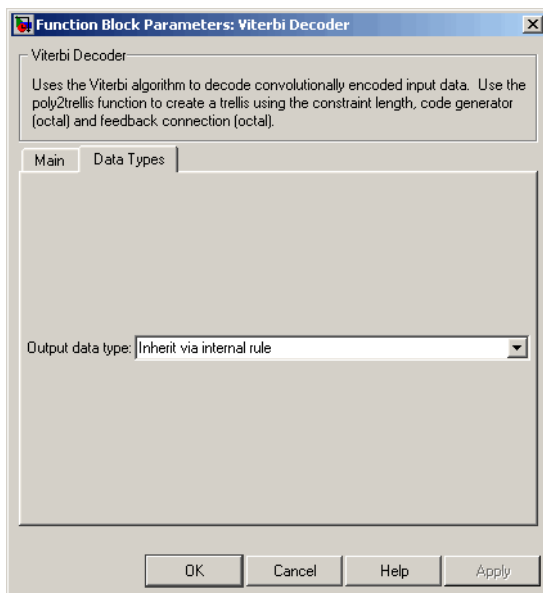 Function Block Parameters: Viterbi Decoder
Viterbi Decoder
Uses the Viterbi algorithm to decode convolutionally encoded input data. Use the
poly2trellis function to create a trellis using the constraint length, code generator
(octal) and feedback connection (octal).
Main Data Types
Output data type: Inherit via internal rule
OK Cancel Help Apply